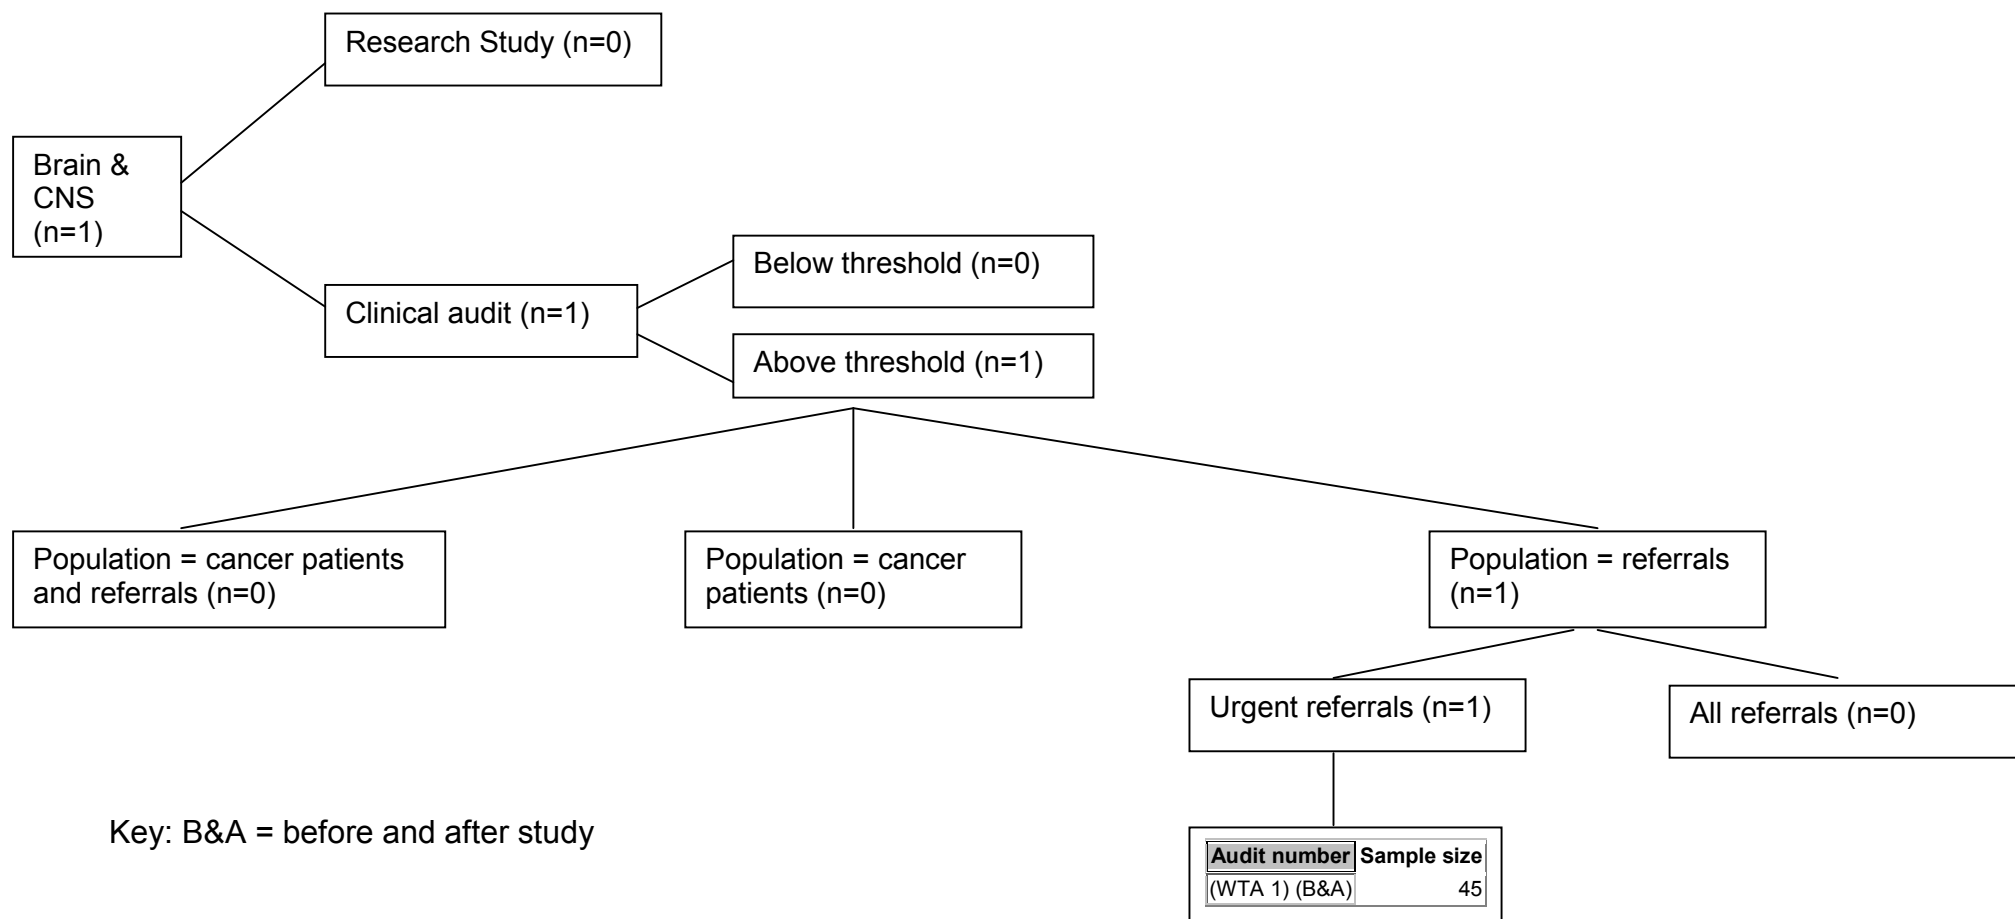 Research Study (n=0)
Brain &
CNS
(n=1)
Below threshold (n=0)
Clinical audit (n=1)
Above threshold (n=1)
Population = cancer patients
and referrals (n=0)
Population = cancer
patients (n=0)
Population = referrals
(n=1)
Urgent referrals (n=1)
All referrals (n=0)
Key: B&A = before and after study
Audit number Sample size
(WTA 1) (B&A) 45